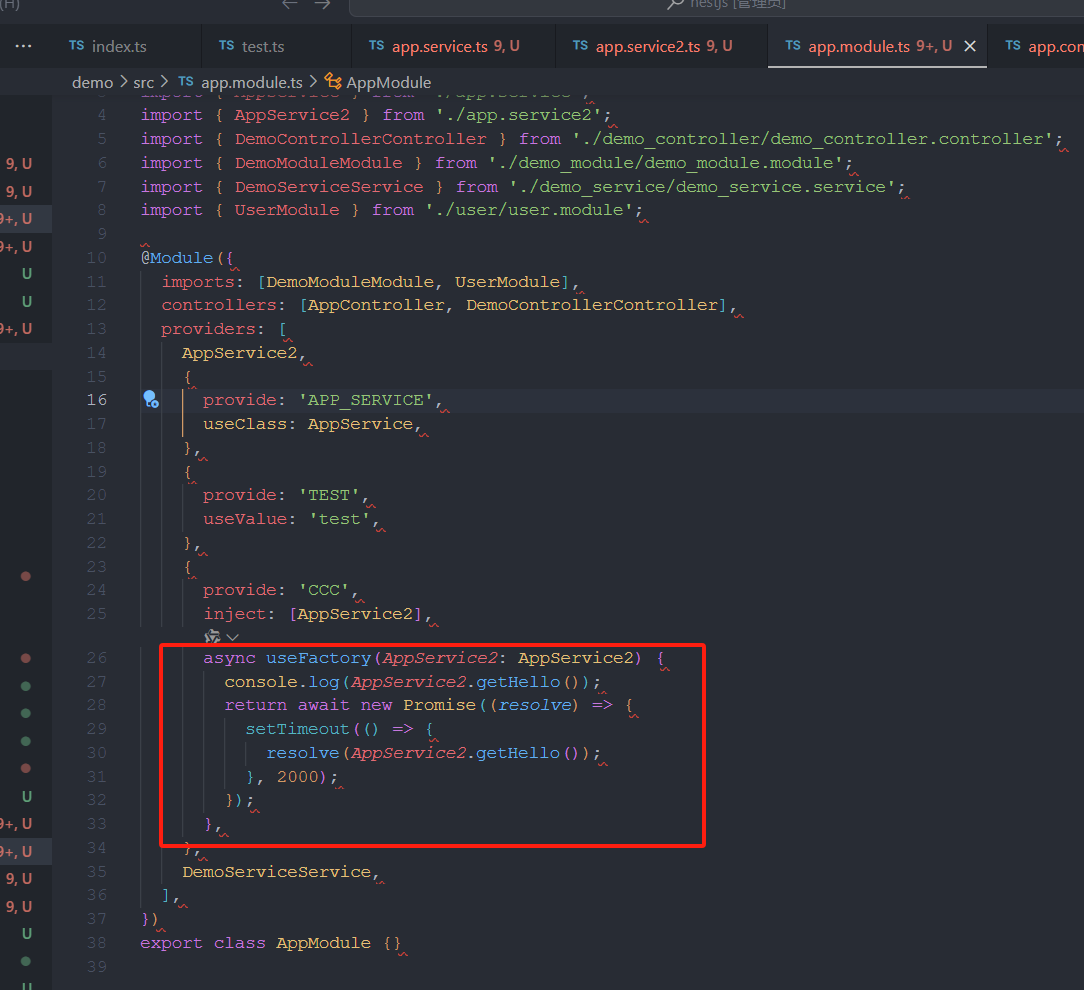 (H)
nestjs [管理员]
··· TS index.ts TS test.ts TS app.service.ts 9, U TS app.service2.ts 9, U TS app.module.ts 9+, U TS app.con
demo > src > TS app.module.ts > AppModule
import { AppService } from './app.service';
4 import { AppService2 } from './app.service2';
5 import { DemoControllerController } from './demo_controller/demo_controller.controller';
6 import { DemoModuleModule } from './demo_module/demo_module.module';
7 import { DemoServiceService } from './demo_service/demo_service.service';
8 import { UserModule } from './user/user.module';
9
10 @Module({
11 imports: [DemoModuleModule, UserModule],
12 controllers: [AppController, DemoControllerController],
13 providers: [
14 AppService2,
15 {
16 provide: 'APP_SERVICE',
17 useClass: AppService,
18 },
19 {
20 provide: 'TEST',
21 useValue: 'test',
22 },
23 {
24 provide: 'CCC',
25 inject: [AppService2],
26 async useFactory(AppService2: AppService2) {
27 console.log(AppService2.getHello());
28 return await new Promise((resolve) => {
29 setTimeout(() => {
30 resolve(AppService2.getHello());
31 }, 2000);
32 });
33 },
34 },
35 DemoServiceService,
36 ],
37 })
38 export class AppModule {}
39
9, U
9, U
9+, U
9+, U
U
U
9+, U
U
9+, U
9+, U
9, U
9, U
U
U